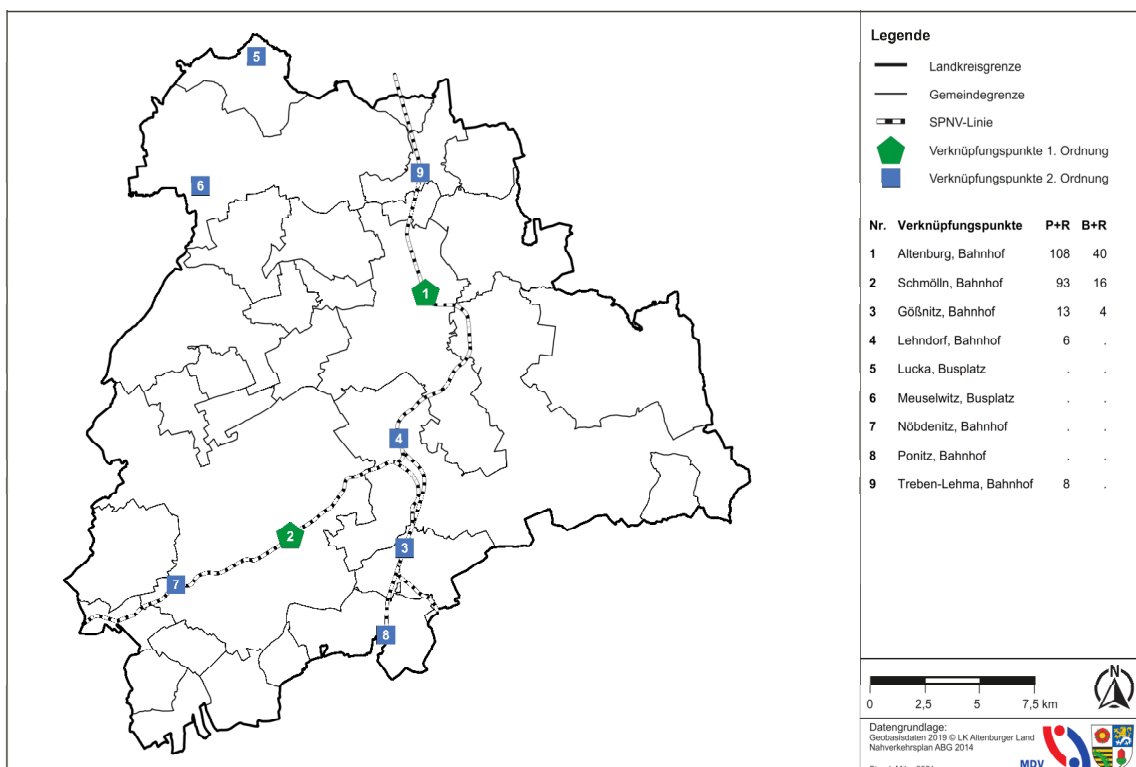 5
9
6
1
4
2
3
7
8
Legende
Landkreisgrenze
Gemeindegrenze
SPNV-Linie
Verknüpfungspunkte 1. Ordnung
Verknüpfungspunkte 2. Ordnung
Nr. Verknüpfungspunkte P+R B+R
1 Altenburg, Bahnhof 108 40
2 Schmölln, Bahnhof 93 16
3 Gößnitz, Bahnhof 13 4
4 Lehndorf, Bahnhof 6 .
5 Lucka, Busplatz . .
6 Meuselwitz, Busplatz . .
7 Nöbdenitz, Bahnhof . .
8 Ponitz, Bahnhof . .
9 Treben-Lehma, Bahnhof 8 .
N
0 2,5 5 7,5 km
Datengrundlage:
Geobasisdaten 2019 © LK Altenburger Land
Nahverkehrsplan ABG 2014
MDV